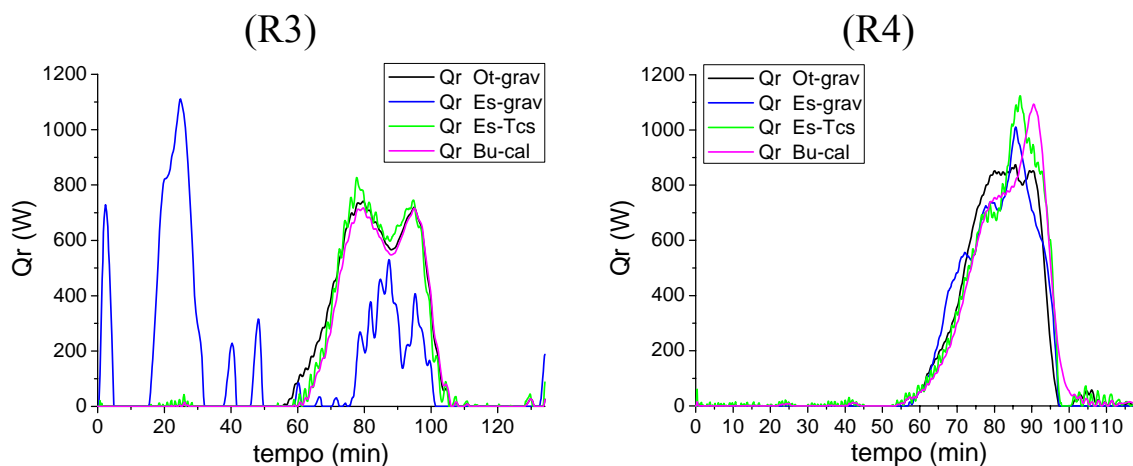 (R3)
1200
1000
800
600
400
200
0
Qr (W)
0 20 40 60 80 100 120
tempo (min)
Qr Ot-grav
Qr Es-grav
Qr Es-Tcs
Qr Bu-cal
(R4)
1200
1000
800
600
400
200
0
Qr (W)
0 10 20 30 40 50 60 70 80 90 100 110
tempo (min)
Qr Ot-grav
Qr Es-grav
Qr Es-Tcs
Qr Bu-cal